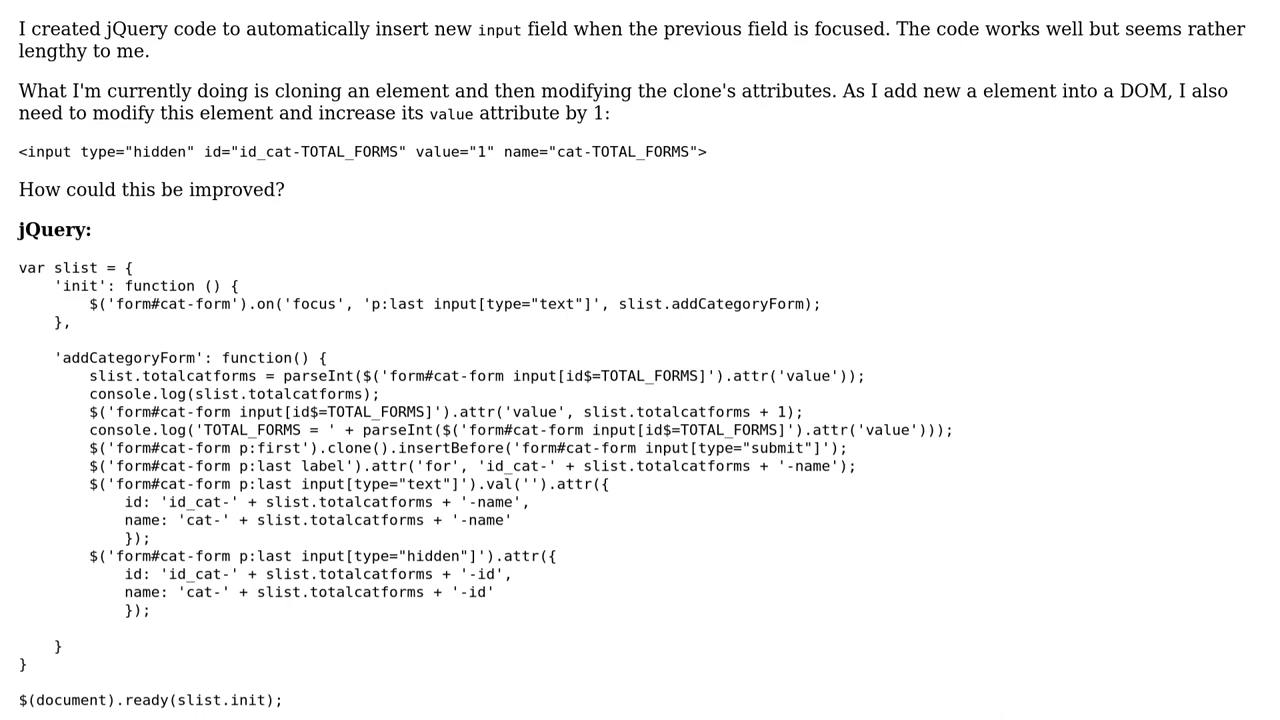 I created jQuery code to automatically insert new input field when the previous field is focused. The code works well but seems rather
lengthy to me.
What I'm currently doing is cloning an element and then modifying the clone's attributes. As I add new a element into a DOM, I also
need to modify this element and increase its value attribute by 1:
<input type="hidden" id="id_cat-TOTAL_FORMS" value="1" name="cat-TOTAL_FORMS">
How could this be improved?
jQuery:
var slist = {
    'init': function () {
        $('form#cat-form').on('focus', 'p:last input[type="text"]', slist.addCategoryForm);
    },
    'addCategoryForm': function() {
        slist.totalcatforms = parseInt($('form#cat-form input[id$=TOTAL_FORMS]').attr('value'));
        console.log(slist.totalcatforms);
        $('form#cat-form input[id$=TOTAL_FORMS]').attr('value', slist.totalcatforms + 1);
        console.log('TOTAL_FORMS = ' + parseInt($('form#cat-form input[id$=TOTAL_FORMS]').attr('value')));
        $('form#cat-form p:first').clone().insertBefore('form#cat-form input[type="submit"]');
        $('form#cat-form p:last label').attr('for', 'id_cat-' + slist.totalcatforms + '-name');
        $('form#cat-form p:last input[type="text"]').val('').attr({
            id: 'id_cat-' + slist.totalcatforms + '-name',
            name: 'cat-' + slist.totalcatforms + '-name'
            });
        $('form#cat-form p:last input[type="hidden"]').attr({
            id: 'id_cat-' + slist.totalcatforms + '-id',
            name: 'cat-' + slist.totalcatforms + '-id'
            });
    }
}
$(document).ready(slist.init);